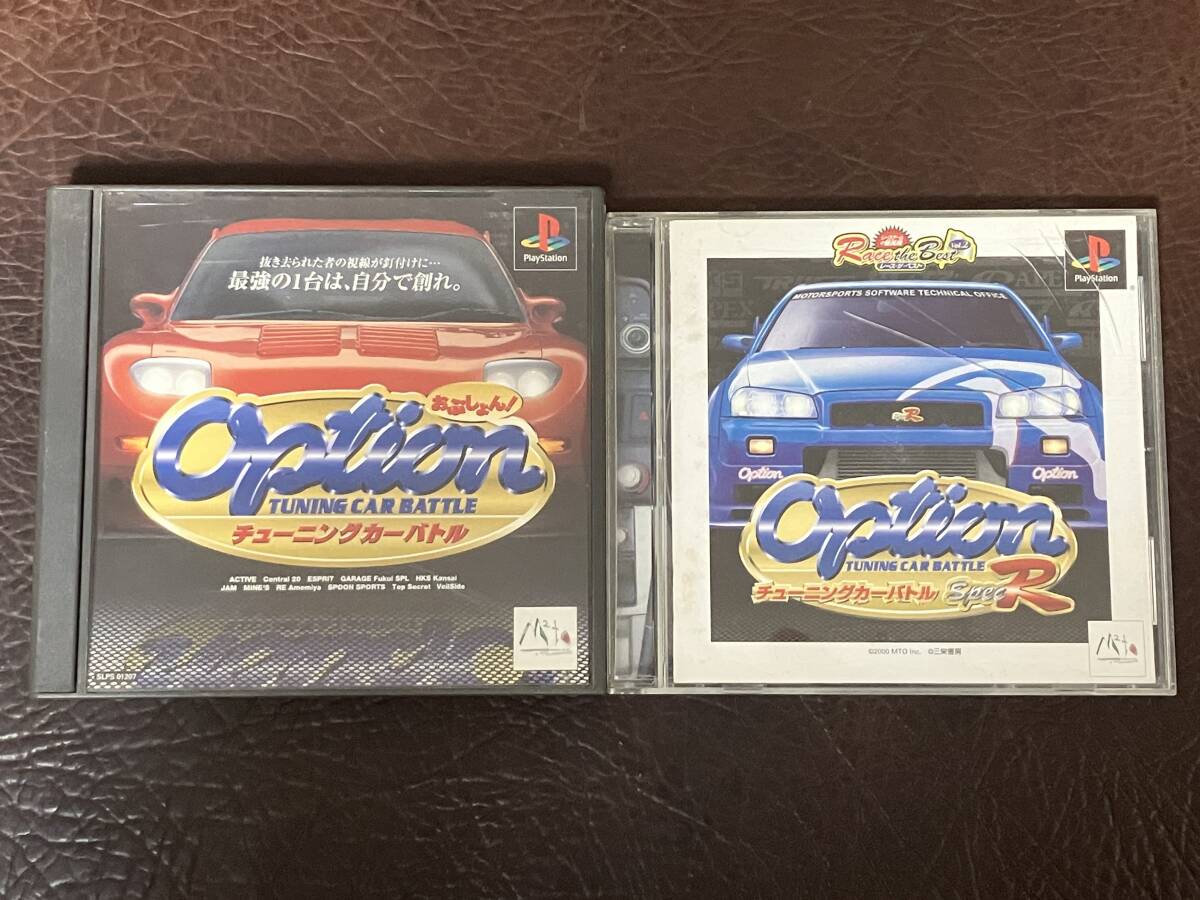 抜き去られた者の視線が釘付けに…
最強の1台は、自分で創れ。
PlayStation
おぷしょん!
Option
TUNING CAR BATTLE
チューニングカーバトル
ACTIVE Central 20 ESPRIT GARAGE Fukui SPL HKS Kansai
JAM MINE'S RE Amemiya SPOON SPORTS Top Secret VeilSide
SLPS 01207
Race the Best Vol.2
レース・ザ・ベスト
PlayStation
MOTORSPORTS SOFTWARE TECHNICAL OFFICE
R
Option
Option
Option
TUNING CAR BATTLE
チューニングカーバトル Spec R
©2000 MTO Inc. ©三栄書房